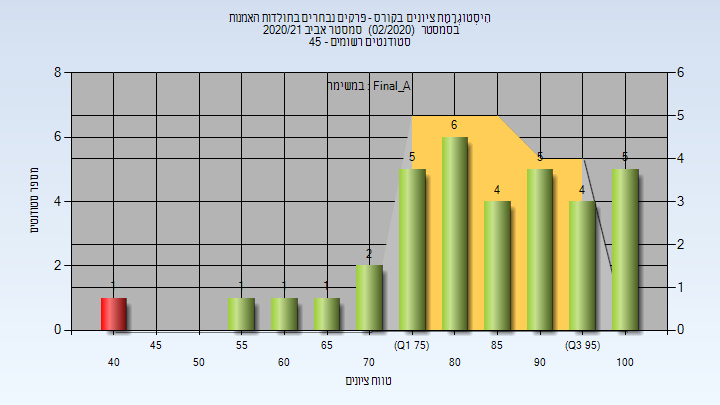 היסטוגרמת ציונים בקורס - פרקים נבחרים בתולדות האמנות
בסמסטר (02/2020) סמסטר אביב 2020/21
סטודנטים רשומים - 45
במשימה : Final_A
8 6 4 2 0
מספר סטודנטים
6 5 4 3 2 1 0
1 1 1 1 2 5 6 4 5 4 5
45 55 65 (Q1 75) 85 (Q3 95)
40 50 60 70 80 90 100
טווח ציונים